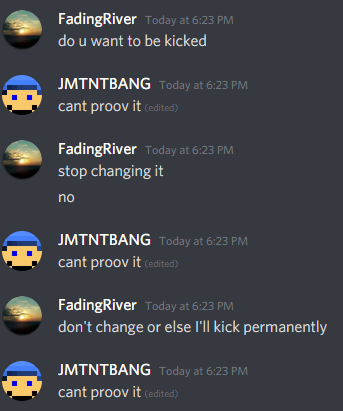 FadingRiver Today at 6:23 PM
do u want to be kicked
JMTNTBANG Today at 6:23 PM
cant proov it (edited)
FadingRiver Today at 6:23 PM
stop changing it
no
JMTNTBANG Today at 6:23 PM
cant proov it (edited)
FadingRiver Today at 6:23 PM
don't change or else I'll kick permanently
JMTNTBANG Today at 6:23 PM
cant proov it (edited)